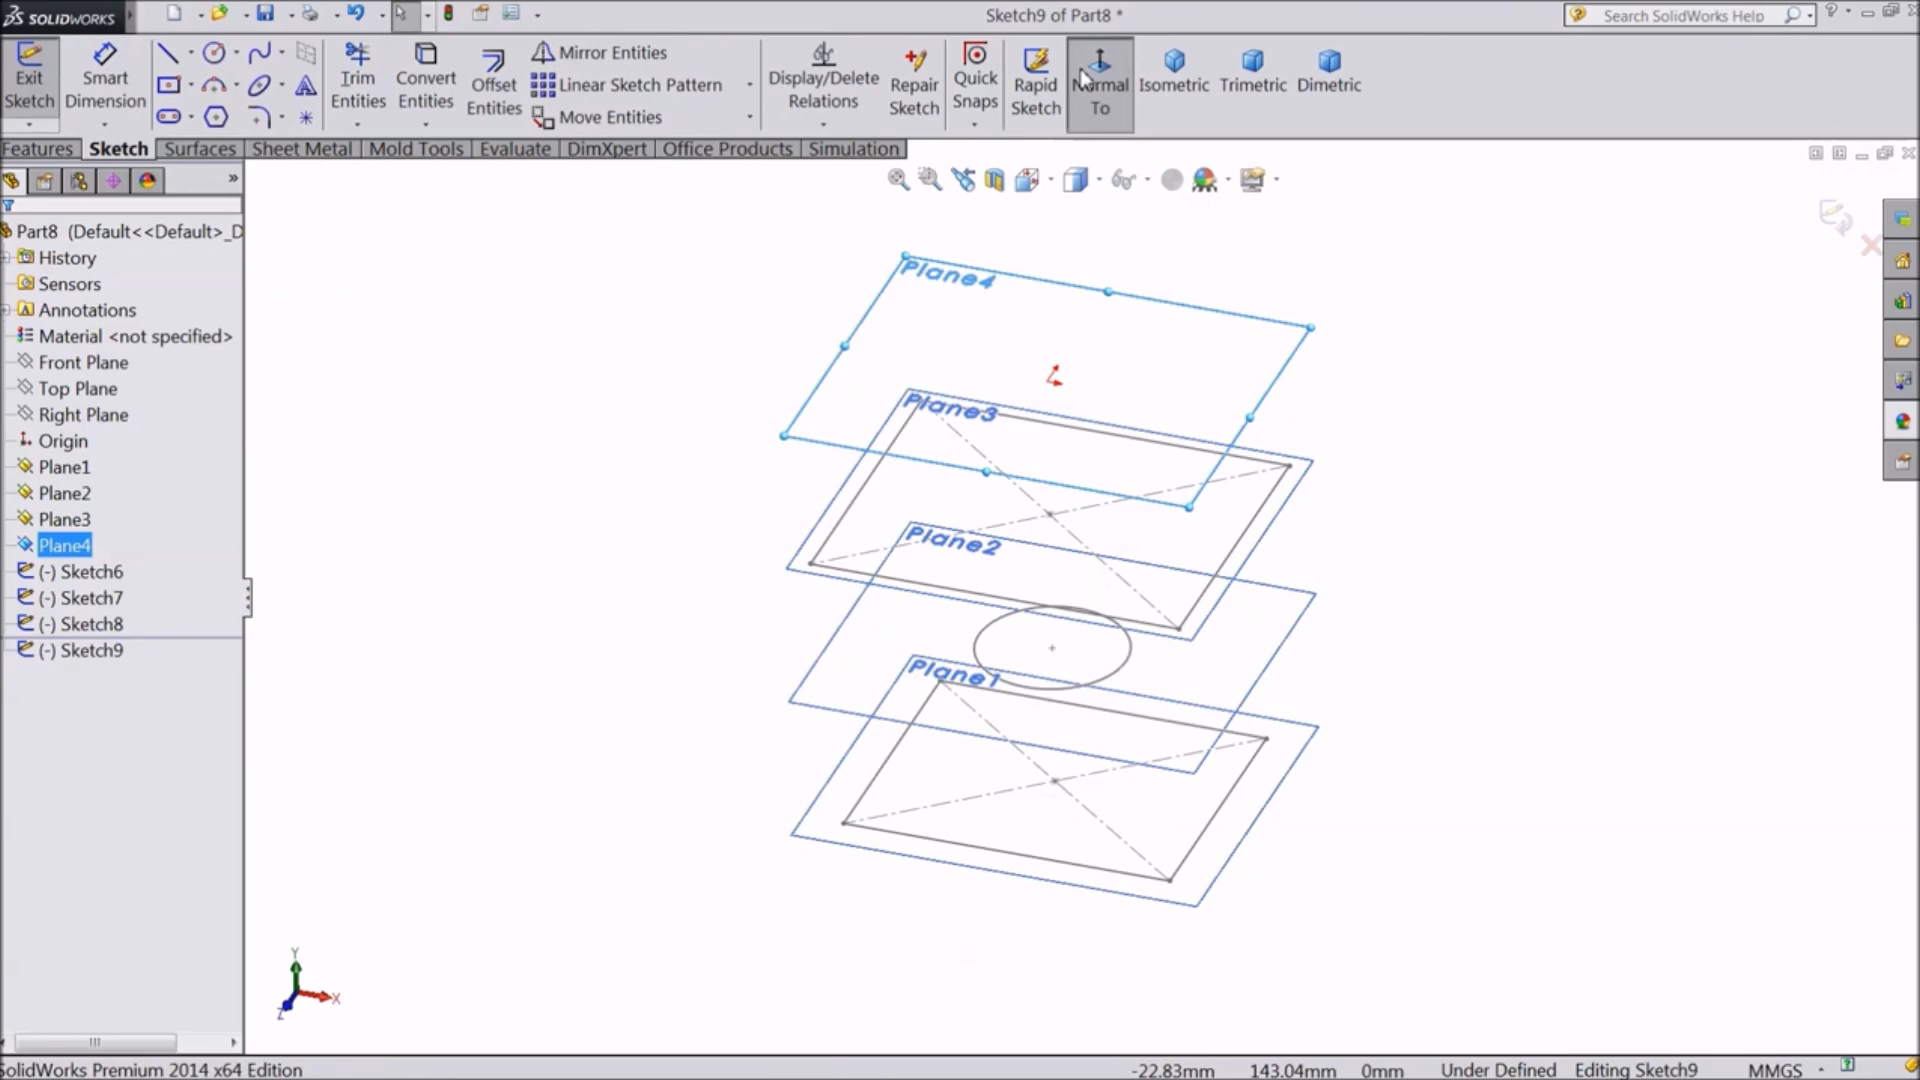 SOLIDWORKS
Sketch9 of Part8 *
Search SolidWorks Help
Exit Sketch
Smart Dimension
Trim Entities
Convert Entities
Offset Entities
Mirror Entities
Linear Sketch Pattern
Move Entities
Display/Delete Relations
Repair Sketch
Quick Snaps
Rapid Sketch
Normal To
Isometric
Trimetric
Dimetric
Features
Sketch
Surfaces
Sheet Metal
Mold Tools
Evaluate
DimXpert
Office Products
Simulation
Part8 (Default<<Default>_D
History
Sensors
Annotations
Material <not specified>
Front Plane
Top Plane
Right Plane
Origin
Plane1
Plane2
Plane3
Plane4
(-) Sketch6
(-) Sketch7
(-) Sketch8
(-) Sketch9
Plane4
Plane3
Plane2
Plane1
Y
X
Z
SolidWorks Premium 2014 x64 Edition
-22.83mm
143.04mm
0mm
Under Defined
Editing Sketch9
MMGS